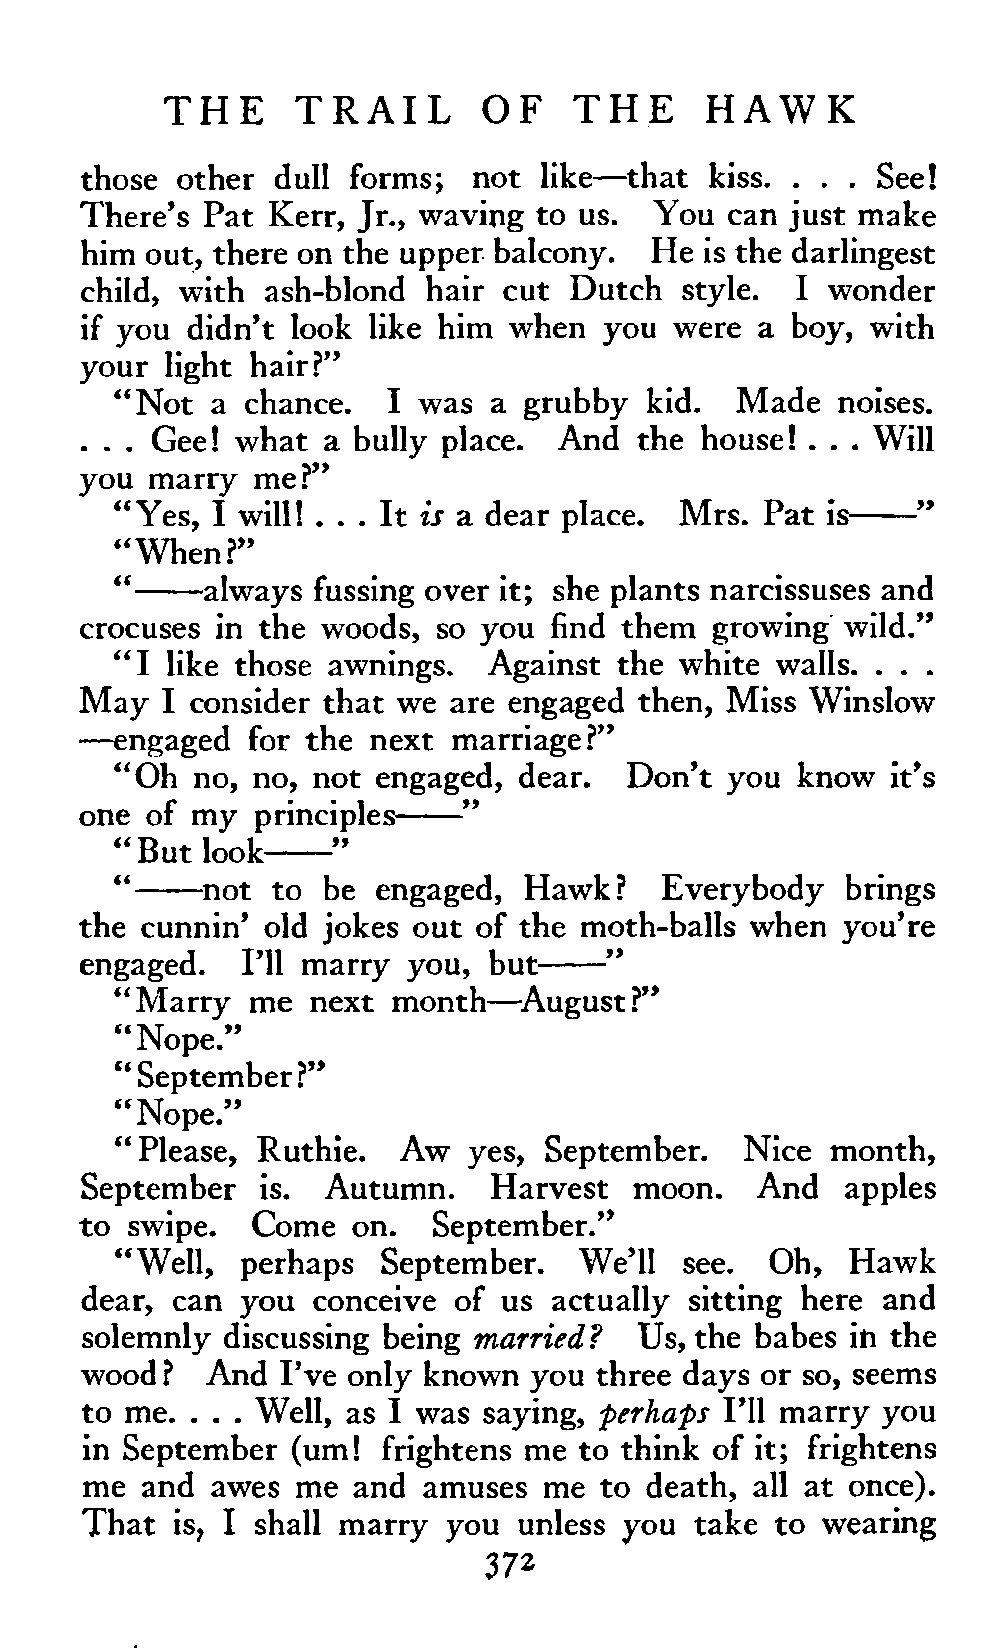 THE TRAIL OF THE HAWK
those other dull forms; not like—that kiss. . . . See!
There's Pat Kerr, Jr., waving to us. You can just make
him out, there on the upper balcony. He is the darlingest
child, with ash-blond hair cut Dutch style. I wonder
if you didn't look like him when you were a boy, with
your light hair?"
"Not a chance. I was a grubby kid. Made noises.
. . . Gee! what a bully place. And the house! . . . Will
you marry me?"
"Yes, I will! . . . It is a dear place. Mrs. Pat is——"
"When?"
"——always fussing over it; she plants narcissuses and
crocuses in the woods, so you find them growing wild."
"I like those awnings. Against the white walls. . . .
May I consider that we are engaged then, Miss Winslow
—engaged for the next marriage?"
"Oh no, no, not engaged, dear. Don't you know it's
one of my principles——"
"But look——"
"——not to be engaged, Hawk? Everybody brings
the cunnin' old jokes out of the moth-balls when you're
engaged. I'll marry you, but——"
"Marry me next month—August?"
"Nope."
"September?"
"Nope."
"Please, Ruthie. Aw yes, September. Nice month,
September is. Autumn. Harvest moon. And apples
to swipe. Come on. September."
"Well, perhaps September. We'll see. Oh, Hawk
dear, can you conceive of us actually sitting here and
solemnly discussing being married? Us, the babes in the
wood? And I've only known you three days or so, seems
to me. . . . Well, as I was saying, perhaps I'll marry you
in September (um! frightens me to think of it; frightens
me and awes me and amuses me to death, all at once).
That is, I shall marry you unless you take to wearing
372